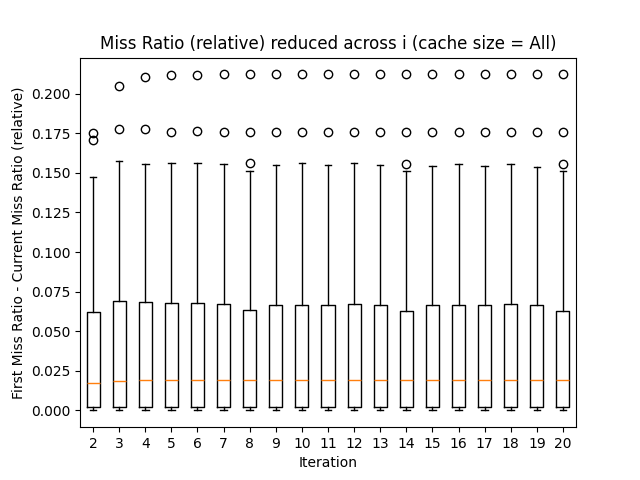 Miss Ratio (relative) reduced across i (cache size = All)
First Miss Ratio - Current Miss Ratio (relative)
0.200
0.175
0.150
0.125
0.100
0.075
0.050
0.025
0.000
2 3 4 5 6 7 8 9 10 11 12 13 14 15 16 17 18 19 20
Iteration